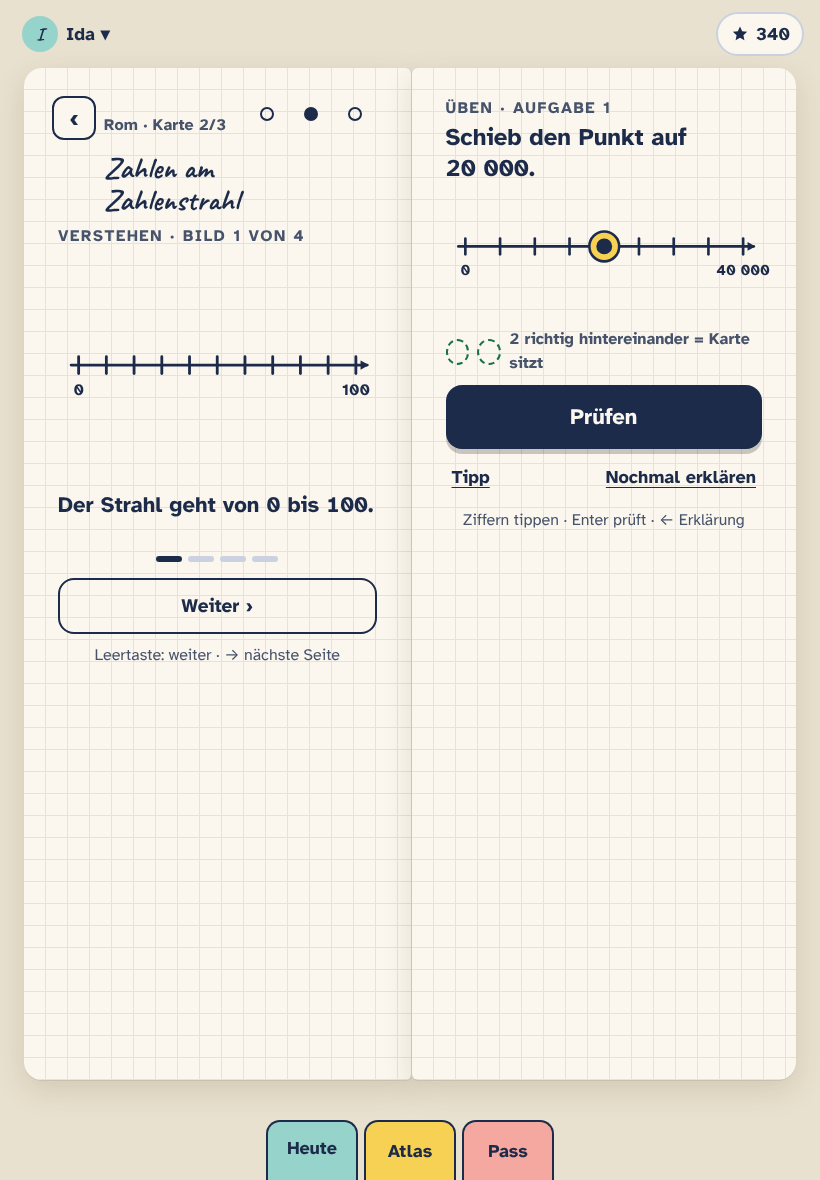 I
Ida ▼
★ 340
‹
Rom · Karte 2/3
Zahlen am
Zahlenstrahl
VERSTEHEN · BILD 1 VON 4
0
100
Der Strahl geht von 0 bis 100.
Weiter ›
Leertaste: weiter · → nächste Seite
ÜBEN · AUFGABE 1
Schieb den Punkt auf
20 000.
0
40 000
2 richtig hintereinander = Karte
sitzt
Prüfen
Tipp
Nochmal erklären
Ziffern tippen · Enter prüft · ← Erklärung
Heute
Atlas
Pass